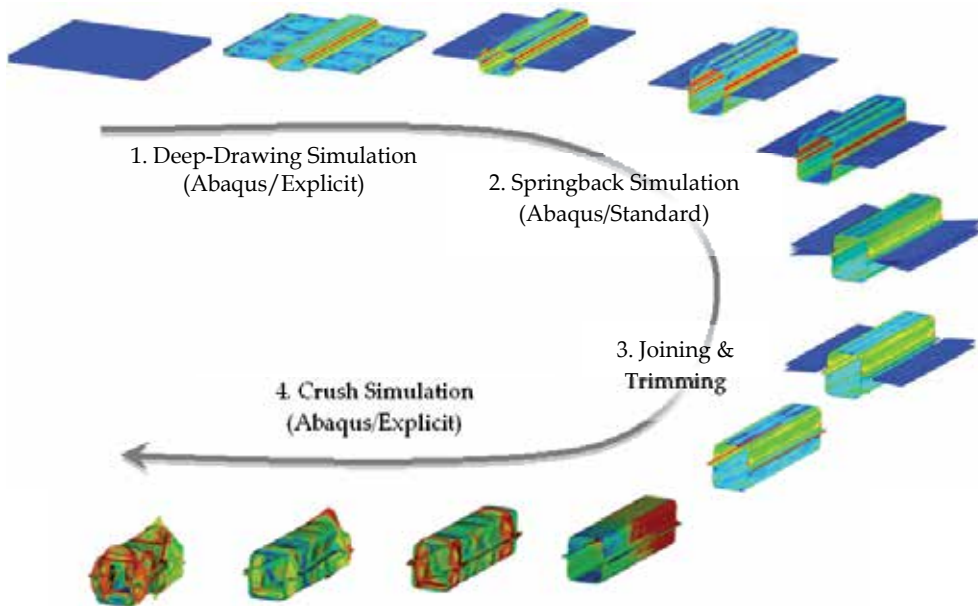 1. Deep-Drawing Simulation
(Abaqus/Explicit)
2. Springback Simulation
(Abaqus/Standard)
3. Joining &
Trimming
4. Crush Simulation
(Abaqus/Explicit)